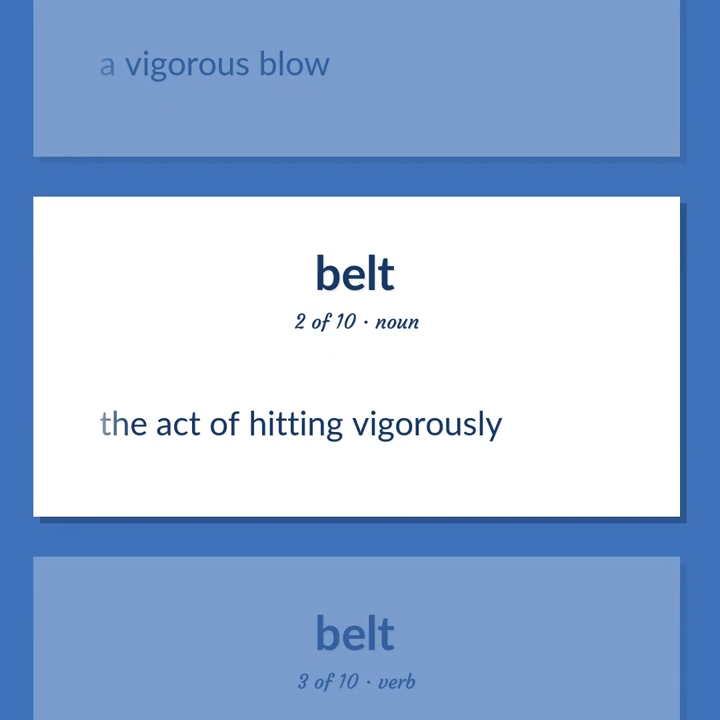 a vigorous blow
belt
2 of 10 · noun
the act of hitting vigorously
belt
3 of 10 · verb